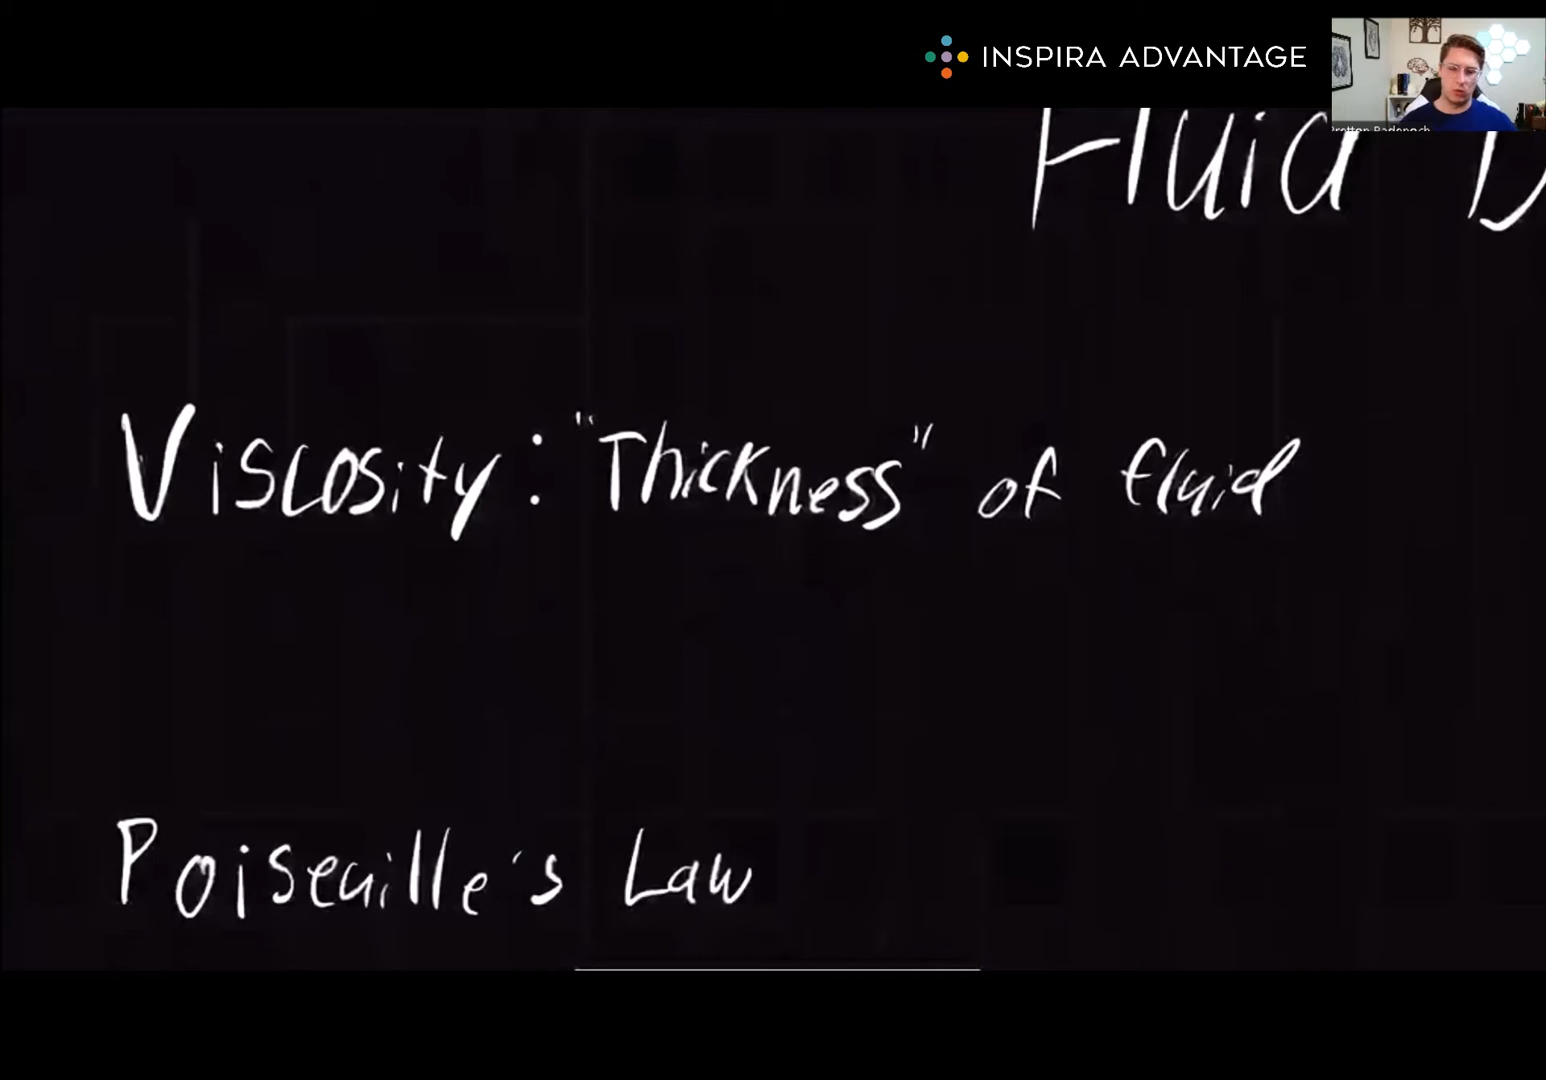 INSPIRA ADVANTAGE
Fluid D
Viscosity: "Thickness" of fluid
Poiseuille's Law